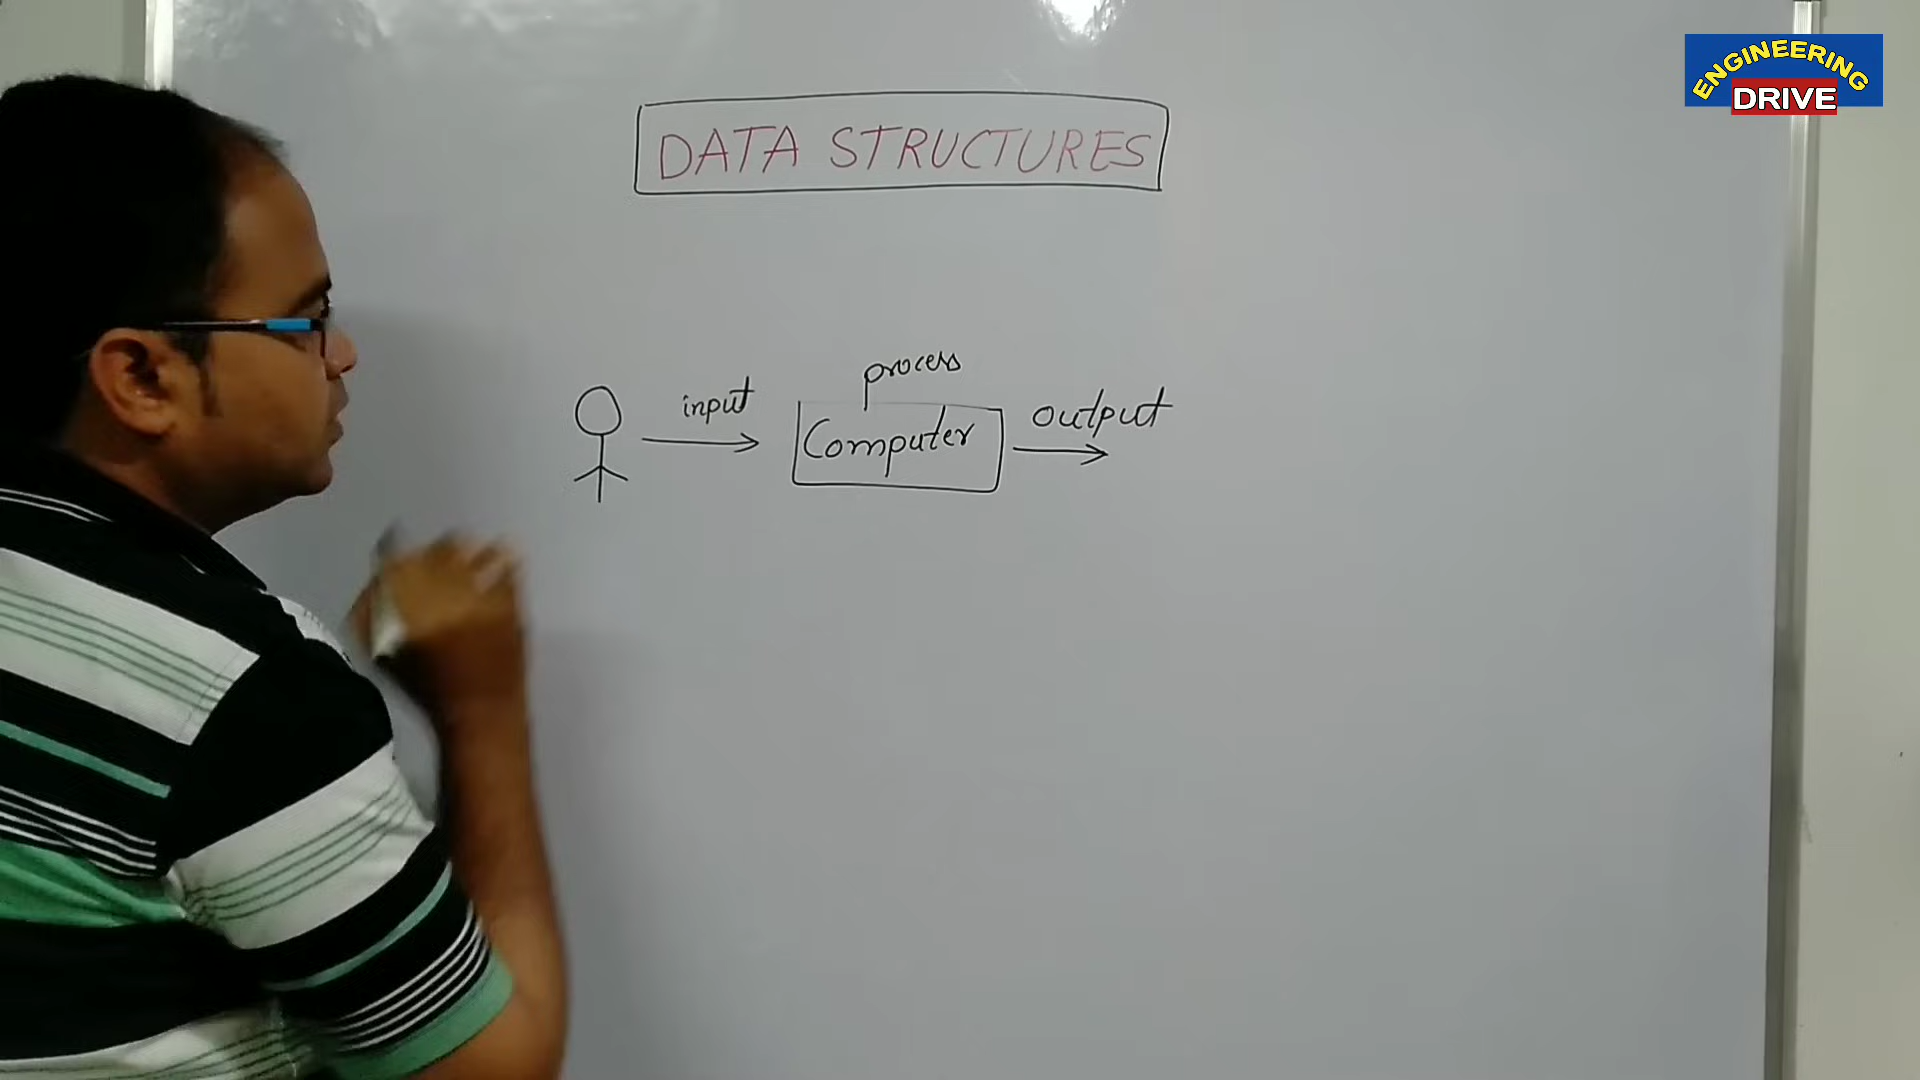 ENGINEERING
DRIVE
DATA STRUCTURES
process
input
Computer
output